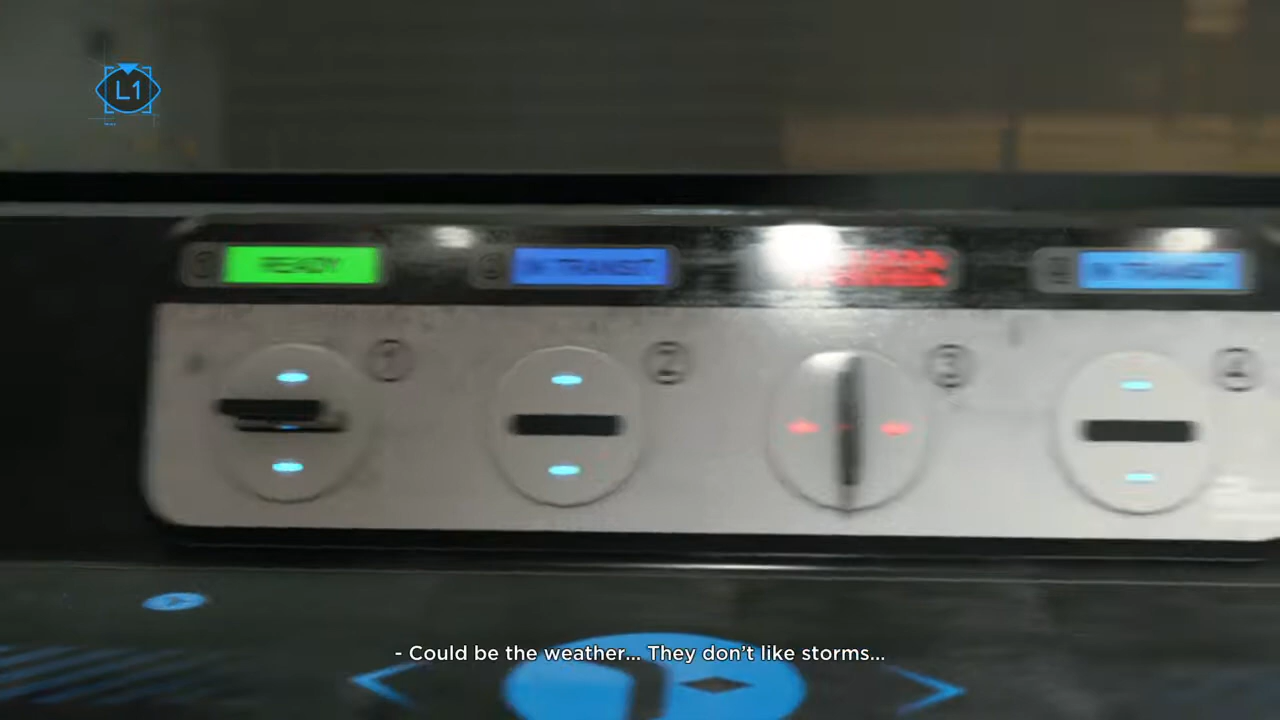 L1
READY
IN TRANSIT
IN TRANSIT
1
2
3
4
- Could be the weather... They don't like storms...